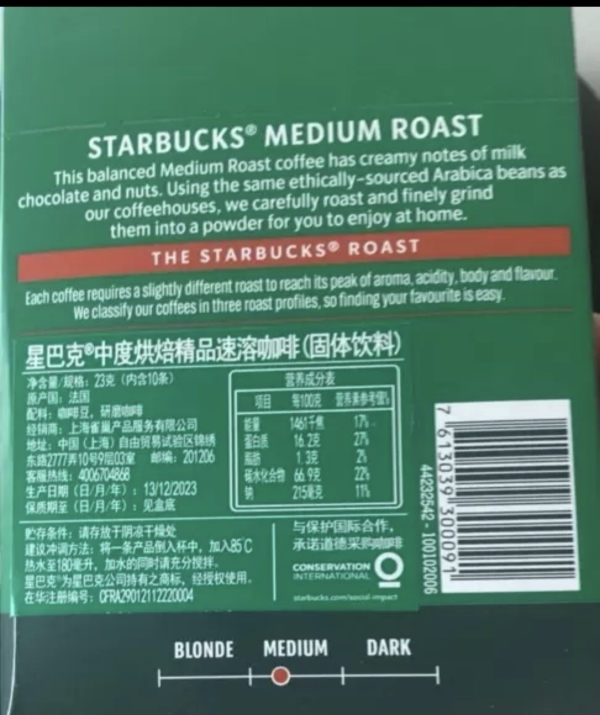 STARBUCKS® MEDIUM ROAST
This balanced Medium Roast coffee has creamy notes of milk
chocolate and nuts. Using the same ethically-sourced Arabica beans as
our coffeehouses, we carefully roast and finely grind
them into a powder for you to enjoy at home.
THE STARBUCKS® ROAST
Each coffee requires a slightly different roast to reach its peak of aroma, acidity, body and flavour.
We classify our coffees in three roast profiles, so finding your favourite is easy.
星巴克®中度烘焙精品速溶咖啡(固体饮料)
净含量/规格：23克（内含10条）
原产国：法国
配料：咖啡豆，研磨咖啡
经销商：上海雀巢产品服务有限公司
地址：中国（上海）自由贸易试验区锦绣
东路2777弄10号9层03室 邮编：201206
客服热线：4006704868
生产日期（日/月/年）：13/12/2023
保质期至（日/月/年）：见盒底
营养成分表
项目 每100克 营养素参考值%
能量 1461千焦 17%
蛋白质 16.2克 27%
脂肪 1.3克 2%
碳水化合物 66.9克 22%
钠 215毫克 11%
贮存条件：请存放于阴凉干燥处
建议冲调方法：将一条产品倒入杯中，加入85℃
热水至180毫升，加水的同时请充分搅拌。
星巴克®为星巴克公司持有之商标，经授权使用。
在华注册编号：CFRA29012112220004
与保护国际合作，
承诺道德采购咖啡
CONSERVATION
INTERNATIONAL
starbucks.com/social-impact
7 613039 300091
44232542 - 100102006
BLONDE MEDIUM DARK